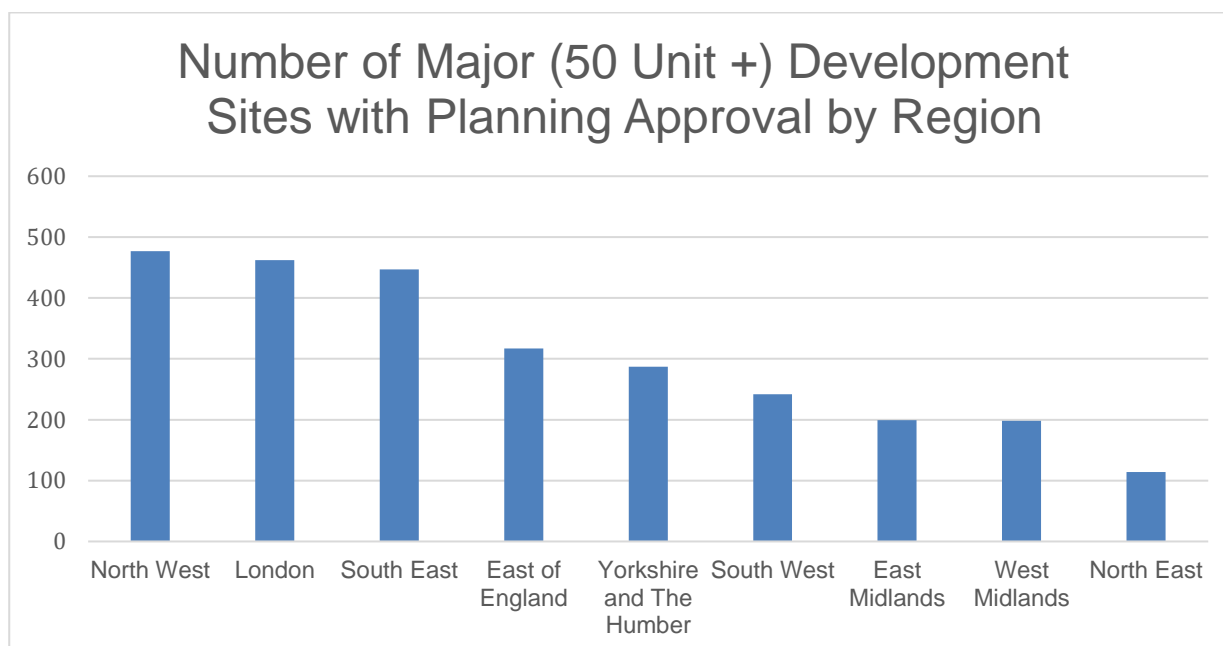 Number of Major (50 Unit +) Development
Sites with Planning Approval by Region
600
500
400
300
200
100
0
North West London South East East of Yorkshire South West East West North East
England and The Midlands Midlands
Humber